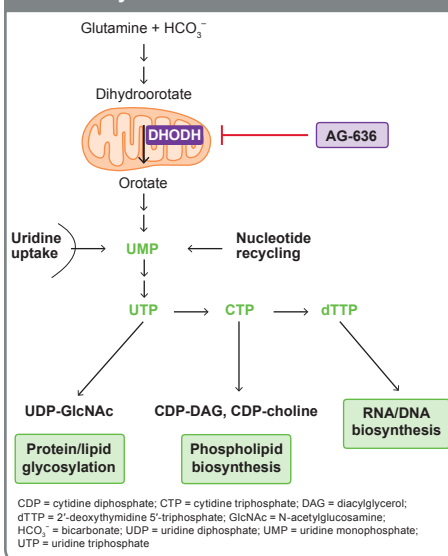 Glutamine + HCO₃⁻
Dihydroorotate
DHODH
AG-636
Orotate
Uridine
uptake
UMP
Nucleotide
recycling
UTP
CTP
dTTP
UDP-GlcNAc
CDP-DAG, CDP-choline
RNA/DNA
biosynthesis
Protein/lipid
glycosylation
Phospholipid
biosynthesis
CDP = cytidine diphosphate; CTP = cytidine triphosphate; DAG = diacylglycerol;
dTTP = 2′-deoxythymidine 5′-triphosphate; GlcNAc = N-acetylglucosamine;
HCO₃⁻ = bicarbonate; UDP = uridine diphosphate; UMP = uridine monophosphate;
UTP = uridine triphosphate